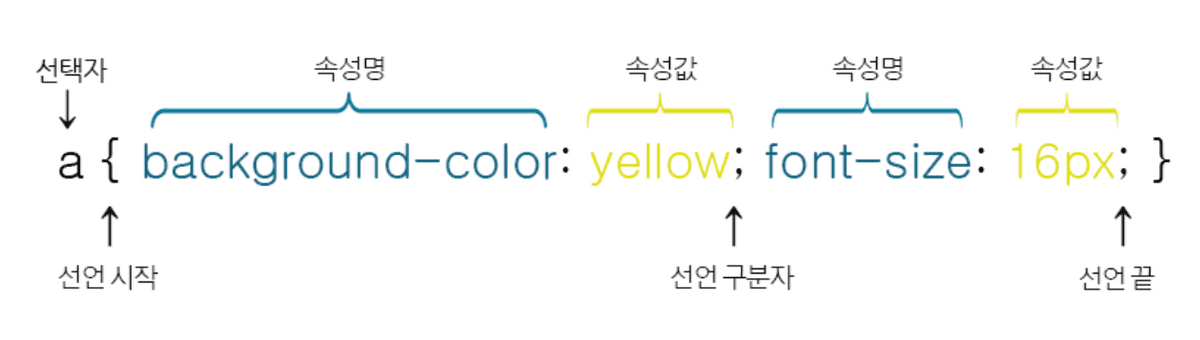 선택자 속성명 속성값 속성명 속성값
a { background-color: yellow; font-size: 16px; }
선언 시작 선언 구분자 선언 끝